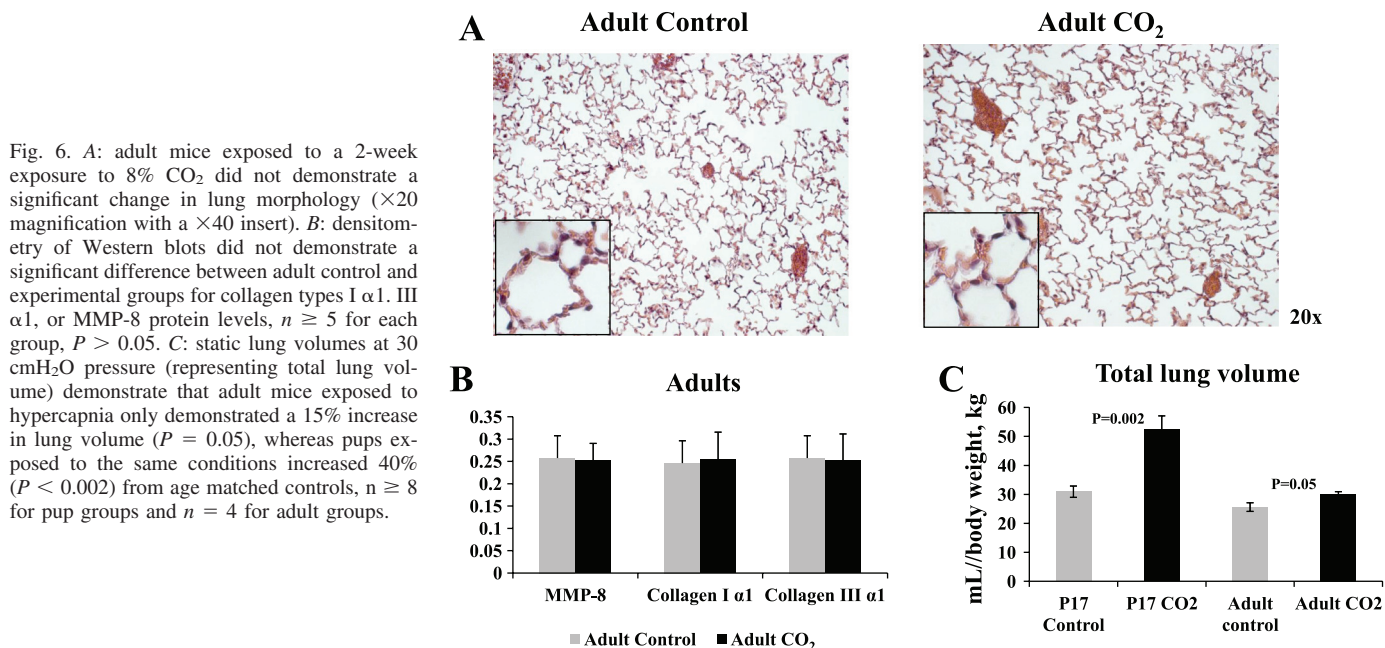 Fig. 6. A: adult mice exposed to a 2-week
exposure to 8% CO₂ did not demonstrate a
significant change in lung morphology (×20
magnification with a ×40 insert). B: densitom-
etry of Western blots did not demonstrate a
significant difference between adult control and
experimental groups for collagen types I α1. III
α1, or MMP-8 protein levels, n ≥ 5 for each
group, P > 0.05. C: static lung volumes at 30
cmH₂O pressure (representing total lung vol-
ume) demonstrate that adult mice exposed to
hypercapnia only demonstrated a 15% increase
in lung volume (P = 0.05), whereas pups ex-
posed to the same conditions increased 40%
(P < 0.002) from age matched controls, n ≥ 8
for pup groups and n = 4 for adult groups.
A
Adult Control
Adult CO₂
20x
B
Adults
0.35
0.3
0.25
0.2
0.15
0.1
0.05
0
MMP-8
Collagen I α1
Collagen III α1
Adult Control
Adult CO₂
C
Total lung volume
mL//body weight, kg
60
50
40
30
20
10
0
P=0.002
P=0.05
P17
Control
P17 CO2
Adult
control
Adult CO2